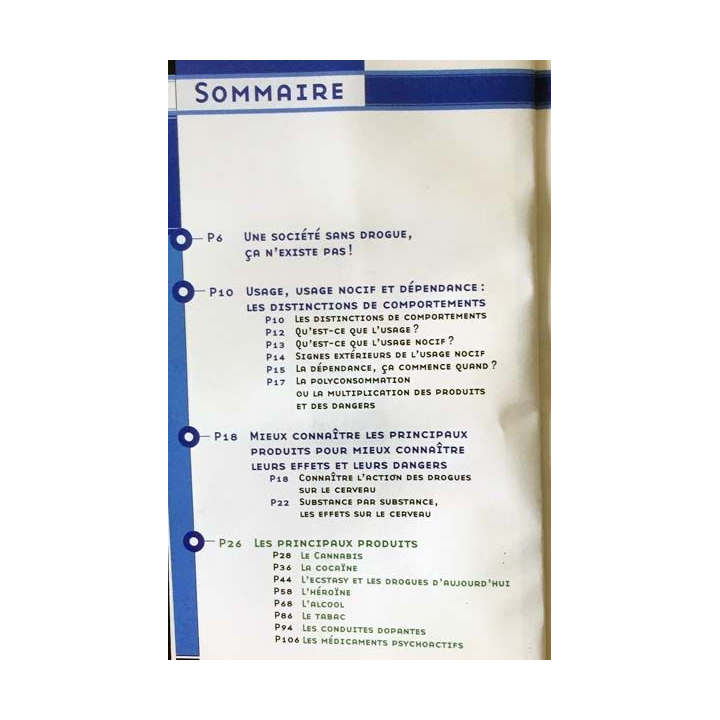 SOMMAIRE
P6 UNE SOCIÉTÉ SANS DROGUE,
ÇA N'EXISTE PAS !
P10 USAGE, USAGE NOCIF ET DÉPENDANCE :
LES DISTINCTIONS DE COMPORTEMENTS
P10 LES DISTINCTIONS DE COMPORTEMENTS
P12 QU'EST-CE QUE L'USAGE ?
P13 QU'EST-CE QUE L'USAGE NOCIF ?
P14 SIGNES EXTÉRIEURS DE L'USAGE NOCIF
P15 LA DÉPENDANCE, ÇA COMMENCE QUAND ?
P17 LA POLYCONSOMMATION
OU LA MULTIPLICATION DES PRODUITS
ET DES DANGERS
P18 MIEUX CONNAÎTRE LES PRINCIPAUX
PRODUITS POUR MIEUX CONNAÎTRE
LEURS EFFETS ET LEURS DANGERS
P18 CONNAÎTRE L'ACTION DES DROGUES
SUR LE CERVEAU
P22 SUBSTANCE PAR SUBSTANCE,
LES EFFETS SUR LE CERVEAU
P26 LES PRINCIPAUX PRODUITS
P28 LE CANNABIS
P36 LA COCAÏNE
P44 L'ECSTASY ET LES DROGUES D'AUJOURD'HUI
P58 L'HÉROÏNE
P68 L'ALCOOL
P86 LE TABAC
P94 LES CONDUITES DOPANTES
P106 LES MÉDICAMENTS PSYCHOACTIFS